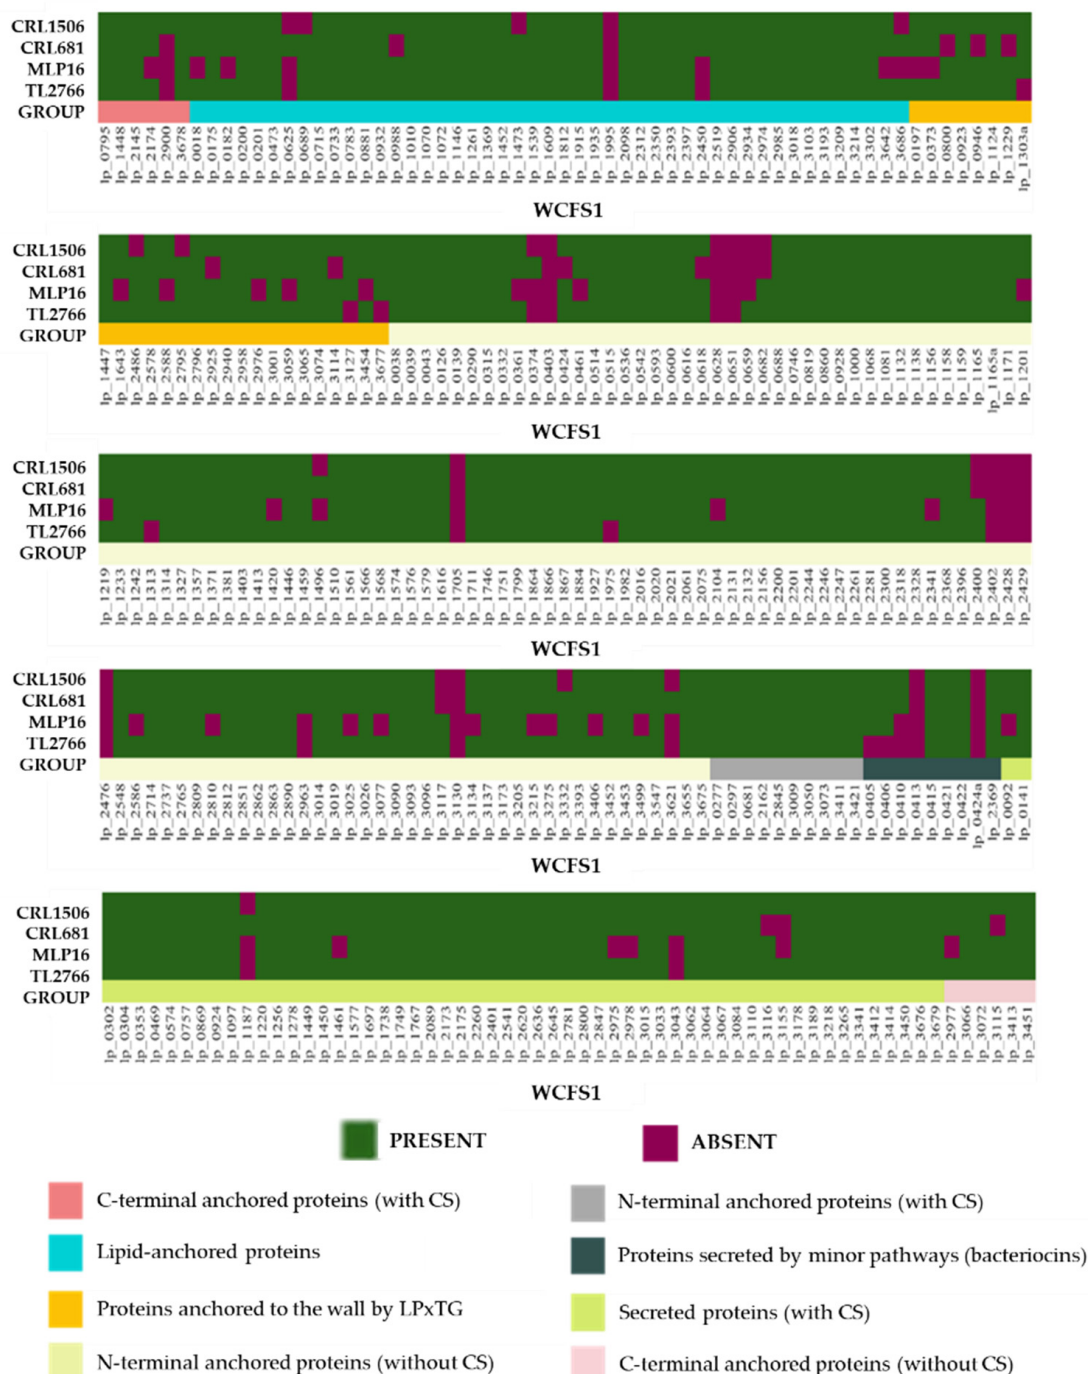 CRL1506
CRL681
MLP16
TL2766
GROUP
lp_0795 lp_1448 lp_2145 lp_2174 lp_2900 lp_3678 lp_0018 lp_0175 lp_0182 lp_0200 lp_0201 lp_0473 lp_0625 lp_0689 lp_0715 lp_0733 lp_0783 lp_0881 lp_0932 lp_0988 lp_1010 lp_1070 lp_1072 lp_1146 lp_1261 lp_1369 lp_1452 lp_1473 lp_1539 lp_1609 lp_1812 lp_1915 lp_1935 lp_1995 lp_2098 lp_2312 lp_2350 lp_2393 lp_2397 lp_2450 lp_2519 lp_2906 lp_2934 lp_2974 lp_2985 lp_3018 lp_3103 lp_3193 lp_3209 lp_3214 lp_3302 lp_3642 lp_3686 lp_0197 lp_0373 lp_0800 lp_0923 lp_0946 lp_1124 lp_1229 lp_1303a
WCFS1
CRL1506
CRL681
MLP16
TL2766
GROUP
lp_1447 lp_1643 lp_2486 lp_2578 lp_2588 lp_2795 lp_2796 lp_2925 lp_2940 lp_2958 lp_2976 lp_3001 lp_3059 lp_3065 lp_3074 lp_3114 lp_3127 lp_3454 lp_3677 lp_0038 lp_0039 lp_0043 lp_0126 lp_0139 lp_0290 lp_0315 lp_0332 lp_0361 lp_0374 lp_0403 lp_0424 lp_0461 lp_0514 lp_0515 lp_0536 lp_0542 lp_0593 lp_0600 lp_0616 lp_0618 lp_0628 lp_0651 lp_0659 lp_0682 lp_0688 lp_0746 lp_0819 lp_0860 lp_0928 lp_1000 lp_1068 lp_1081 lp_1132 lp_1138 lp_1156 lp_1158 lp_1159 lp_1165 lp_1165a lp_1171 lp_1201
WCFS1
CRL1506
CRL681
MLP16
TL2766
GROUP
lp_1219 lp_1233 lp_1242 lp_1313 lp_1314 lp_1327 lp_1357 lp_1371 lp_1381 lp_1403 lp_1413 lp_1420 lp_1446 lp_1459 lp_1496 lp_1510 lp_1561 lp_1566 lp_1568 lp_1574 lp_1576 lp_1579 lp_1616 lp_1705 lp_1711 lp_1746 lp_1751 lp_1799 lp_1864 lp_1866 lp_1867 lp_1884 lp_1927 lp_1975 lp_1982 lp_2016 lp_2020 lp_2021 lp_2061 lp_2075 lp_2104 lp_2131 lp_2132 lp_2156 lp_2200 lp_2201 lp_2244 lp_2246 lp_2247 lp_2261 lp_2281 lp_2300 lp_2318 lp_2328 lp_2341 lp_2368 lp_2396 lp_2400 lp_2402 lp_2428 lp_2429
WCFS1
CRL1506
CRL681
MLP16
TL2766
GROUP
lp_2476 lp_2548 lp_2586 lp_2714 lp_2737 lp_2765 lp_2809 lp_2810 lp_2812 lp_2851 lp_2862 lp_2863 lp_2890 lp_2963 lp_3014 lp_3019 lp_3025 lp_3026 lp_3077 lp_3090 lp_3093 lp_3096 lp_3117 lp_3130 lp_3134 lp_3137 lp_3173 lp_3205 lp_3215 lp_3275 lp_3332 lp_3393 lp_3406 lp_3452 lp_3453 lp_3499 lp_3547 lp_3621 lp_3655 lp_3675 lp_0277 lp_0297 lp_0681 lp_2162 lp_2845 lp_3009 lp_3050 lp_3073 lp_3411 lp_3421 lp_0405 lp_0406 lp_0410 lp_0413 lp_0415 lp_0421 lp_0422 lp_0424a lp_2369 lp_0092 lp_0141
WCFS1
CRL1506
CRL681
MLP16
TL2766
GROUP
lp_0302 lp_0304 lp_0353 lp_0469 lp_0574 lp_0757 lp_0869 lp_0924 lp_1097 lp_1187 lp_1220 lp_1256 lp_1278 lp_1449 lp_1450 lp_1461 lp_1577 lp_1697 lp_1738 lp_1749 lp_1767 lp_2089 lp_2173 lp_2175 lp_2260 lp_2401 lp_2541 lp_2620 lp_2636 lp_2645 lp_2781 lp_2800 lp_2847 lp_2975 lp_2978 lp_3015 lp_3033 lp_3043 lp_3062 lp_3064 lp_3067 lp_3084 lp_3110 lp_3116 lp_3155 lp_3178 lp_3189 lp_3218 lp_3265 lp_3341 lp_3412 lp_3414 lp_3450 lp_3676 lp_3679 lp_2977 lp_3066 lp_3072 lp_3115 lp_3413 lp_3451
WCFS1
PRESENT
ABSENT
C-terminal anchored proteins (with CS)
N-terminal anchored proteins (with CS)
Lipid-anchored proteins
Proteins secreted by minor pathways (bacteriocins)
Proteins anchored to the wall by LPxTG
Secreted proteins (with CS)
N-terminal anchored proteins (without CS)
C-terminal anchored proteins (without CS)